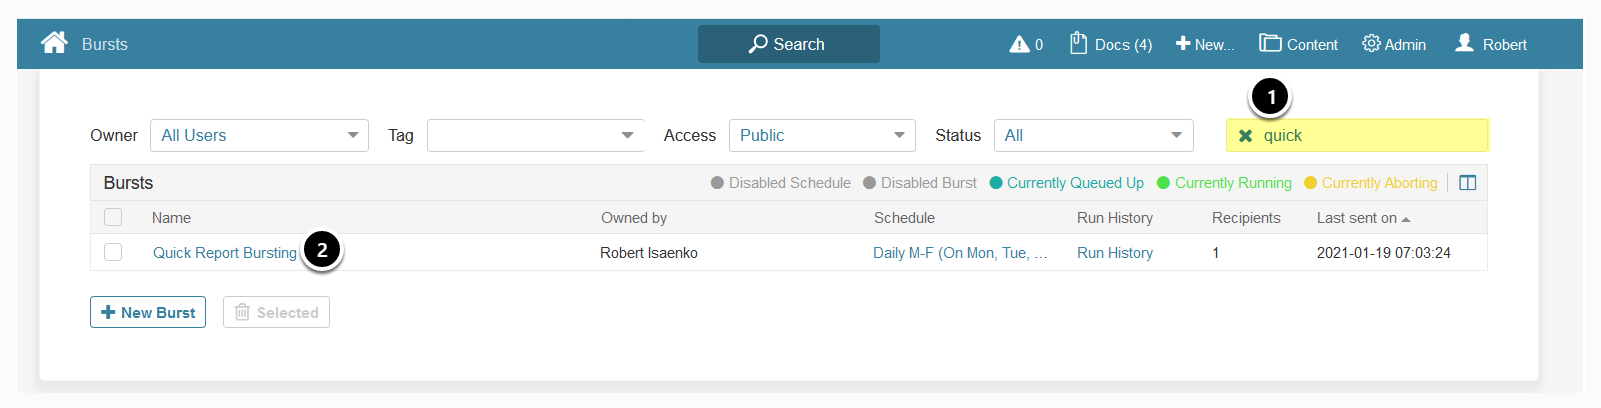 Bursts Search 0 Docs (4) New... Content Admin Robert
1
Owner All Users Tag Access Public Status All quick
Bursts Disabled Schedule Disabled Burst Currently Queued Up Currently Running Currently Aborting
Name Owned by Schedule Run History Recipients Last sent on
Quick Report Bursting 2 Robert Isaenko Daily M-F (On Mon, Tue, ... Run History 1 2021-01-19 07:03:24
New Burst Selected